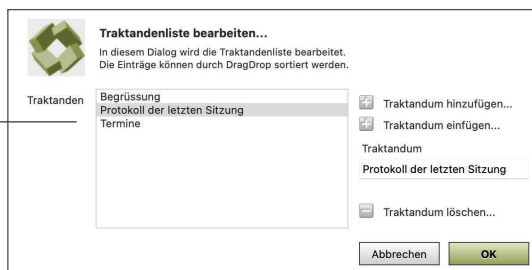 Traktandenliste bearbeiten...
In diesem Dialog wird die Traktandenliste bearbeitet.
Die Einträge können durch DragDrop sortiert werden.
Traktanden
Begrüssung
Protokoll der letzten Sitzung
Termine
Traktandum hinzufügen...
Traktandum einfügen...
Traktandum
Protokoll der letzten Sitzung
Traktandum löschen...
Abbrechen
OK